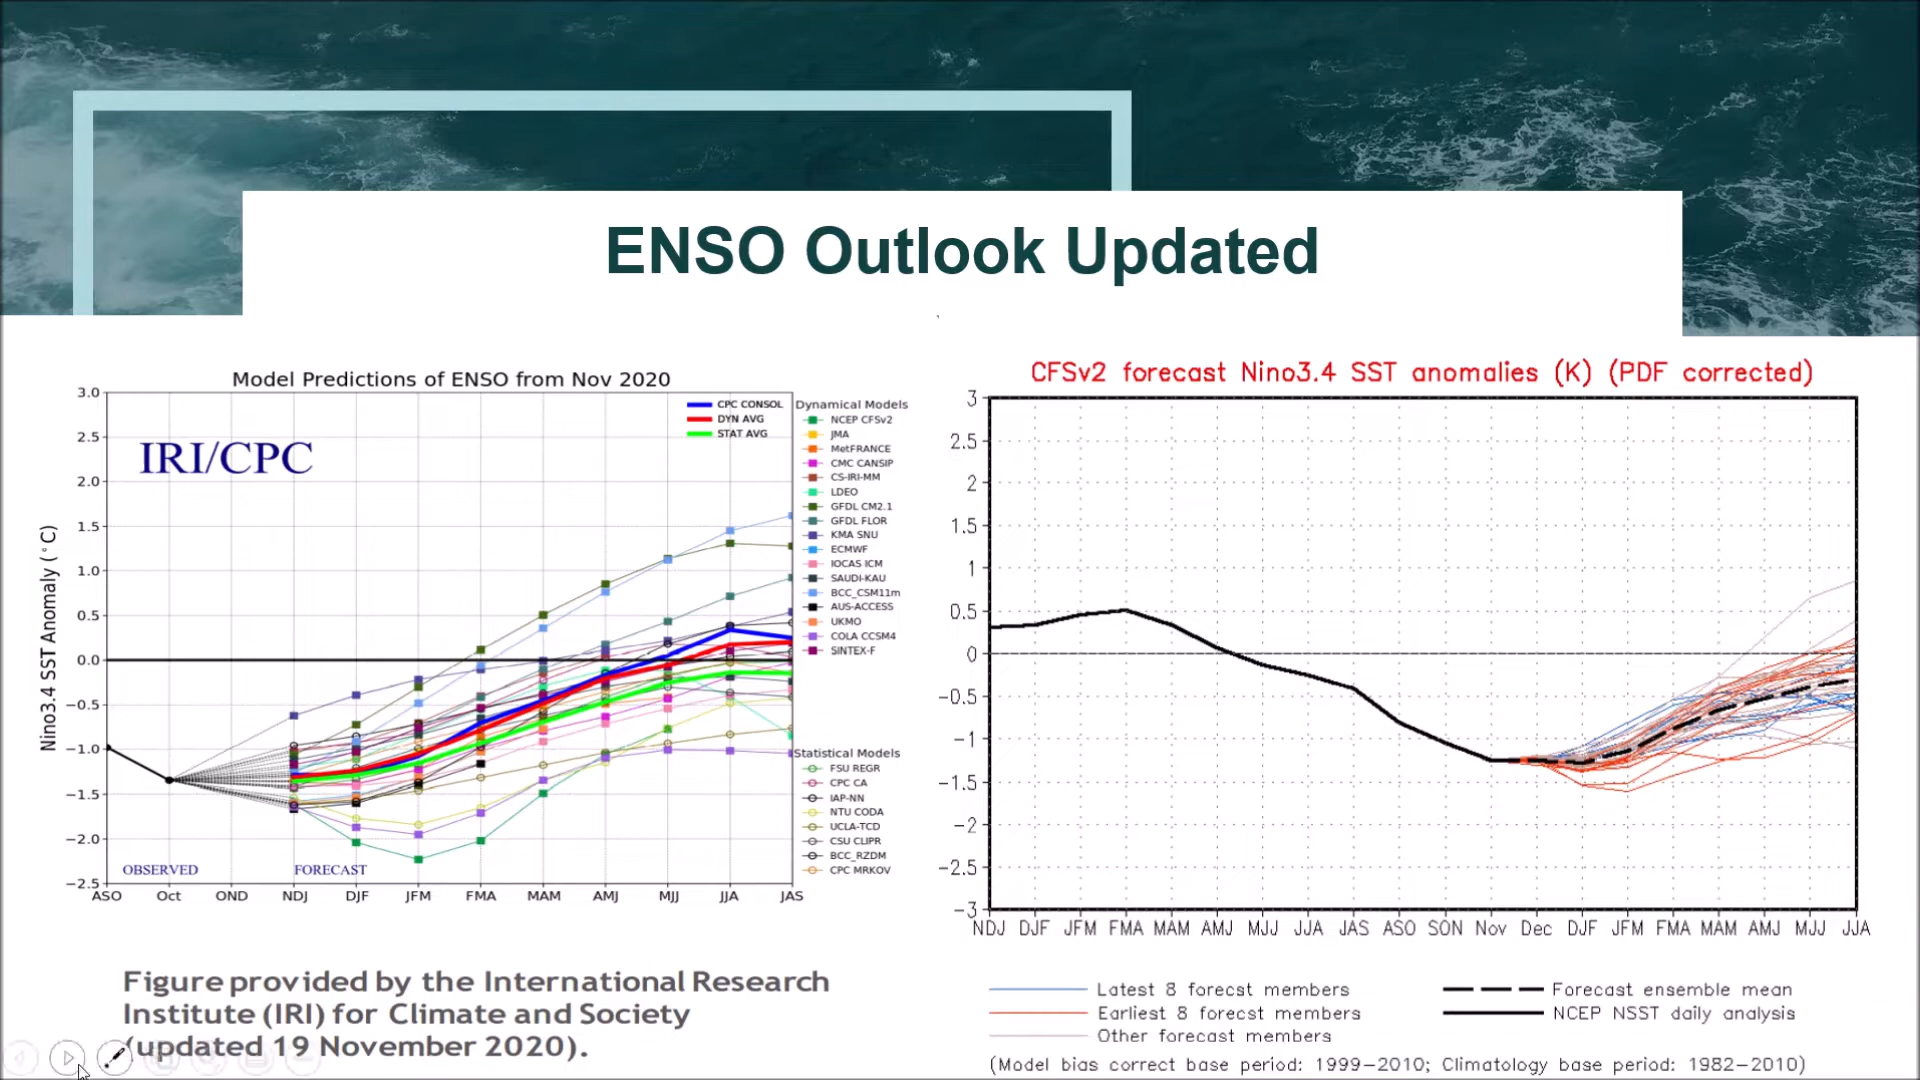 ENSO Outlook Updated
Model Predictions of ENSO from Nov 2020
IRI/CPC
Nino3.4 SST Anomaly (°C)
3.0
2.5
2.0
1.5
1.0
0.5
0.0
−0.5
−1.0
−1.5
−2.0
−2.5
OBSERVED
FORECAST
ASO Oct OND NDJ DJF JFM FMA MAM AMJ MJJ JJA JAS
CPC CONSOL
DYN AVG
STAT AVG
Dynamical Models
NCEP CFSv2
JMA
MetFRANCE
CMC CANSIP
CS-IRI-MM
LDEO
GFDL CM2.1
GFDL FLOR
KMA SNU
ECMWF
IOCAS ICM
SAUDI-KAU
BCC_CSM11m
AUS-ACCESS
UKMO
COLA CCSM4
SINTEX-F
Statistical Models
FSU REGR
CPC CA
IAP-NN
NTU CODA
UCLA-TCD
CSU CLIPR
BCC_RZDM
CPC MRKOV
Figure provided by the International Research
Institute (IRI) for Climate and Society
(updated 19 November 2020).
CFSv2 forecast Nino3.4 SST anomalies (K) (PDF corrected)
3
2.5
2
1.5
1
0.5
0
−0.5
−1
−1.5
−2
−2.5
−3
NDJ DJF JFM FMA MAM AMJ MJJ JJA JAS ASO SON Nov Dec DJF JFM FMA MAM AMJ MJJ JJA
Latest 8 forecst members
Earliest 8 forecst members
Other forecast members
Forecast ensemble mean
NCEP NSST daily analysis
(Model bias correct base period: 1999−2010; Climatology base period: 1982−2010)